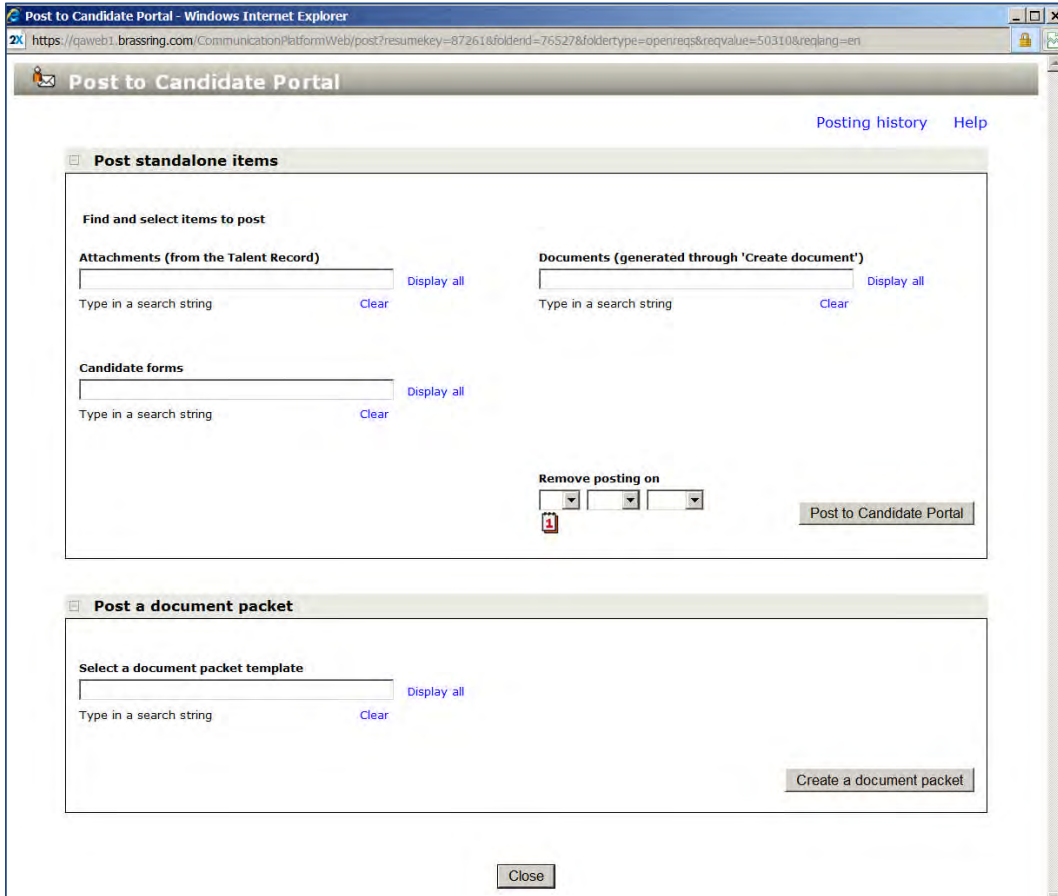 Post to Candidate Portal - Windows Internet Explorer
2X https://qaweb1.brassring.com/CommunicationPlatformWeb/post?resumekey=87261&folderid=76527&foldertype=openreqs&reqvalue=50310&reqlang=en
Post to Candidate Portal
Posting history Help
Post standalone items
Find and select items to post
Attachments (from the Talent Record) Documents (generated through 'Create document')
Display all Display all
Type in a search string Clear Type in a search string Clear
Candidate forms
Display all
Type in a search string Clear
Remove posting on
Post to Candidate Portal
1
Post a document packet
Select a document packet template
Display all
Type in a search string Clear
Create a document packet
Close